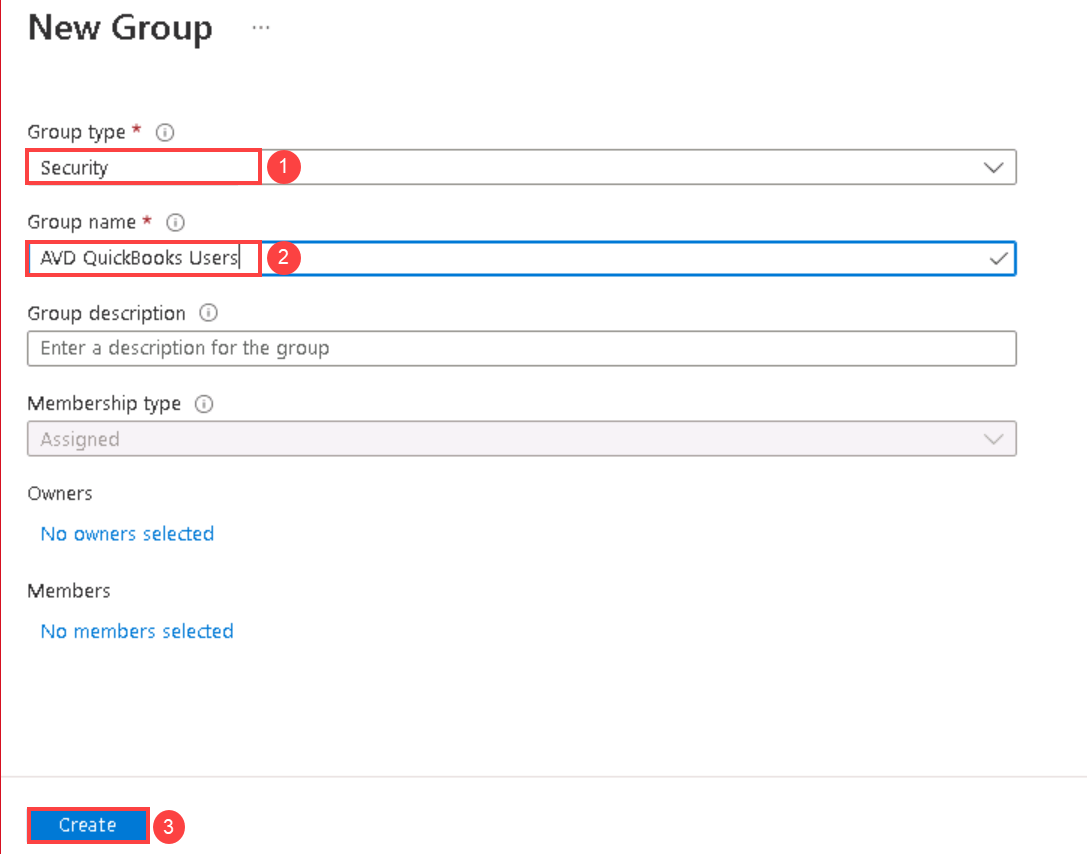 New Group ...
Group type *
Security 1
Group name *
AVD QuickBooks Users 2
Group description
Enter a description for the group
Membership type
Assigned
Owners
No owners selected
Members
No members selected
Create 3